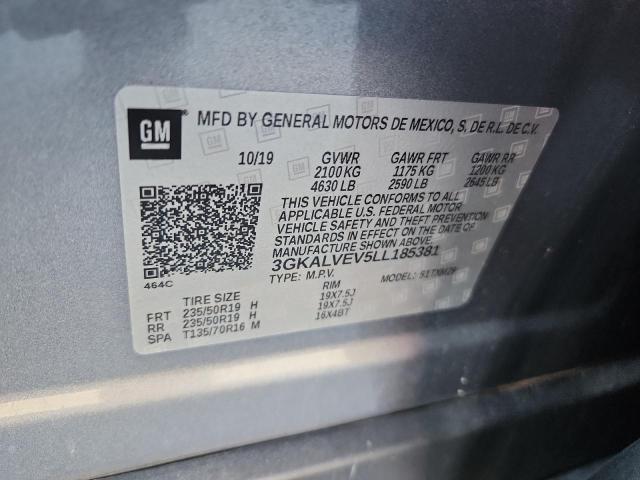 GM
MFD BY GENERAL MOTORS DE MEXICO, S. DE R.L. DE C.V.
10/19 GVWR GAWR FRT GAWR RR
2100 KG 1175 KG 1200 KG
4630 LB 2590 LB 2645 LB
THIS VEHICLE CONFORMS TO ALL
APPLICABLE U.S. FEDERAL MOTOR
VEHICLE SAFETY AND THEFT PREVENTION
STANDARDS IN EFFECT ON THE DATE OF
MANUFACTURE SHOWN ABOVE.
3GKALVEV5LL185381
464C TYPE: M.P.V. MODEL:
TIRE SIZE RIM
FRT 235/50R19 H 19X7.5J
RR 235/50R19 H 19X7.5J
SPA T135/70R16 M 16X4BT